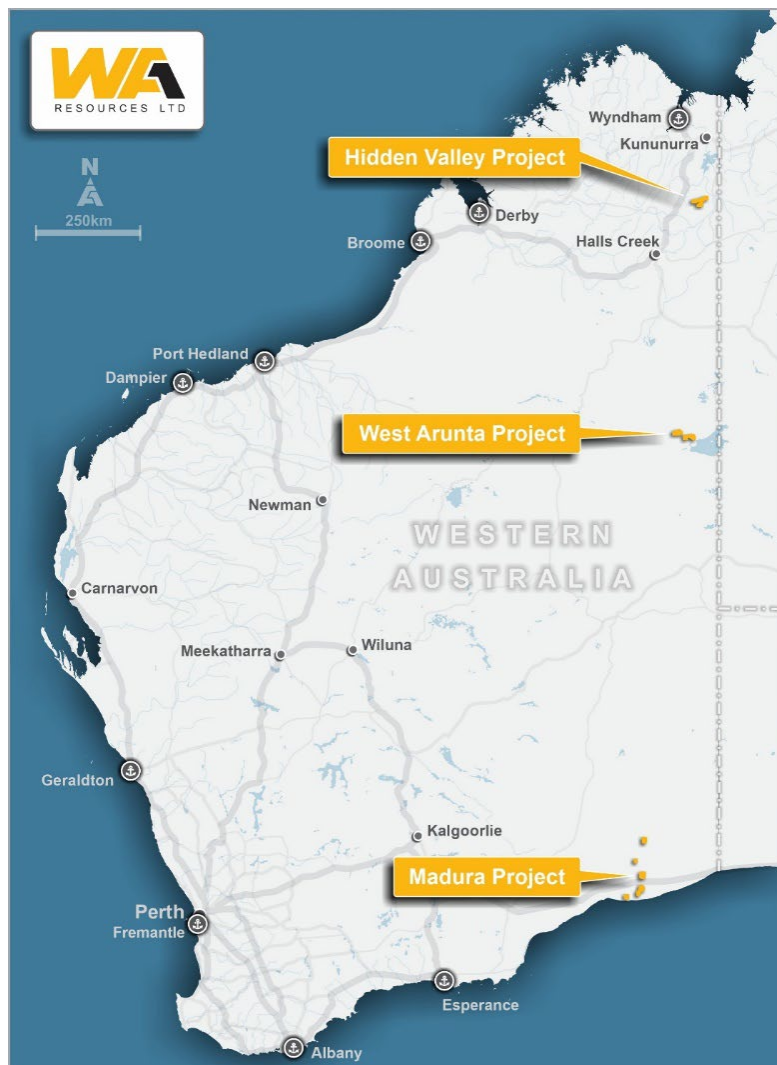 WA
RESOURCES LTD
N
250km
Wyndham
Kununurra
Hidden Valley Project
Derby
Broome
Halls Creek
Port Hedland
Dampier
West Arunta Project
Newman
WESTERN
AUSTRALIA
Carnarvon
Meekatharra
Wiluna
Geraldton
Kalgoorlie
Madura Project
Perth
Fremantle
Esperance
Albany